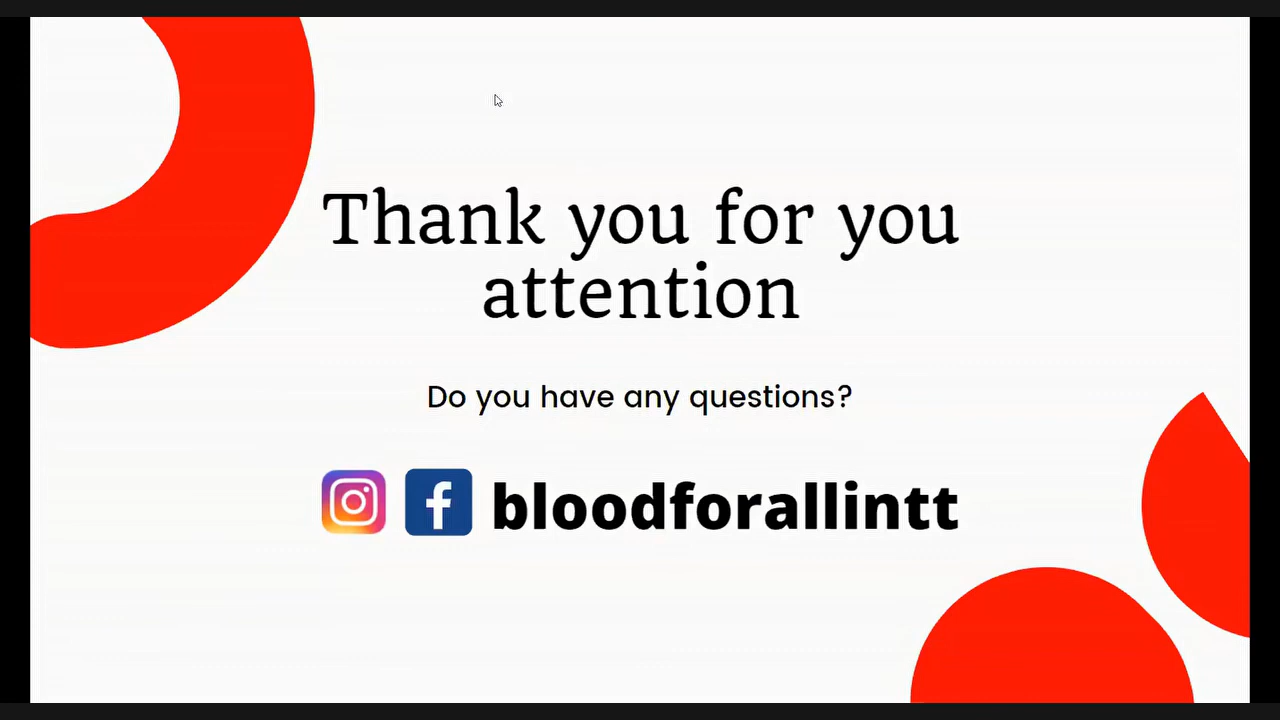 Thank you for you
attention
Do you have any questions?
bloodforallintt